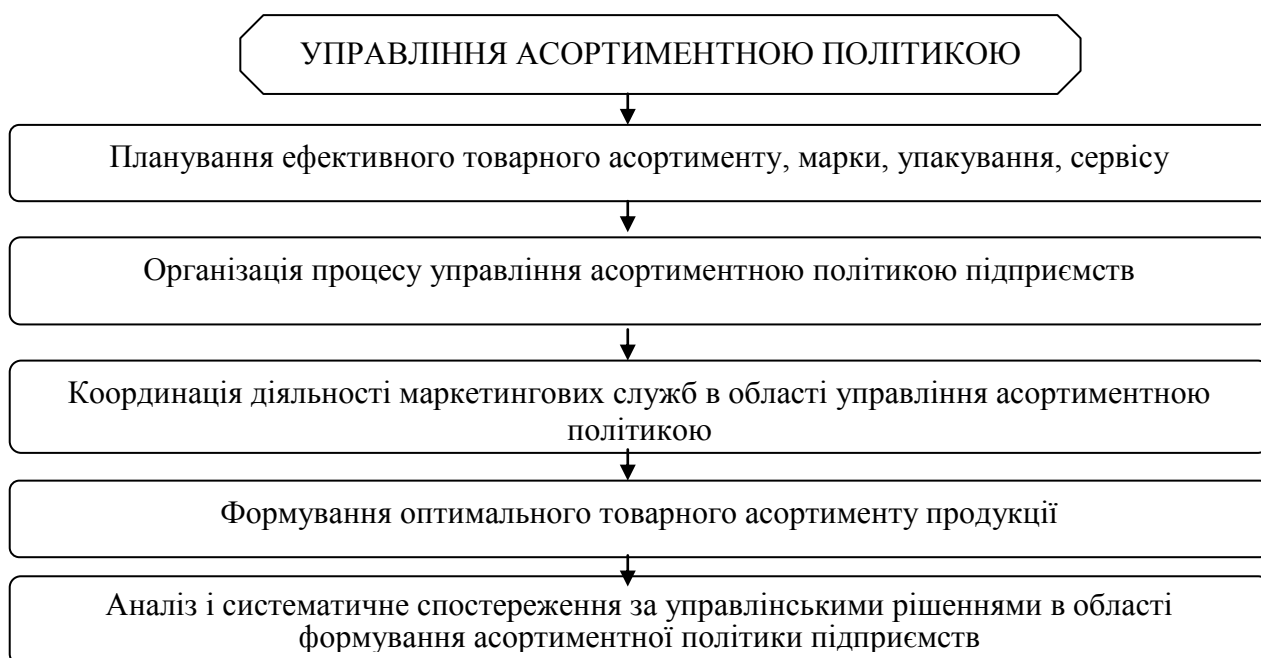 УПРАВЛІННЯ АСОРТИМЕНТНОЮ ПОЛІТИКОЮ
Планування ефективного товарного асортименту, марки, упакування, сервісу
Організація процесу управління асортиментною політикою підприємств
Координація діяльності маркетингових служб в області управління асортиментною
політикою
Формування оптимального товарного асортименту продукції
Аналіз і систематичне спостереження за управлінськими рішеннями в області
формування асортиментної політики підприємств